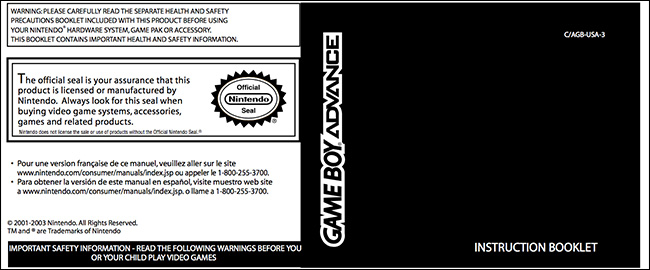 WARNING: PLEASE CAREFULLY READ THE SEPARATE HEALTH AND SAFETY
PRECAUTIONS BOOKLET INCLUDED WITH THIS PRODUCT BEFORE USING
YOUR NINTENDO® HARDWARE SYSTEM, GAME PAK OR ACCESSORY.
THIS BOOKLET CONTAINS IMPORTANT HEALTH AND SAFETY INFORMATION.
The official seal is your assurance that this
product is licensed or manufactured by
Nintendo. Always look for this seal when
buying video game systems, accessories,
games and related products.
Nintendo does not license the sale or use of products without the Official Nintendo Seal.®
Official
Nintendo
Seal
®
• Pour une version française de ce manuel, veuillez aller sur le site
www.nintendo.com/consumer/manuals/index.jsp ou appeler le 1-800-255-3700.
• Para obtener la versión de este manual en español, visite muestro web site
a www.nintendo.com/consumer/manuals/index.jsp. o llame a 1-800-255-3700.
© 2001-2003 Nintendo. All Rights Reserved.
TM and ® are Trademarks of Nintendo
IMPORTANT SAFETY INFORMATION - READ THE FOLLOWING WARNINGS BEFORE YOU
OR YOUR CHILD PLAY VIDEO GAMES
GAME BOY ADVANCE
C/AGB-USA-3
INSTRUCTION BOOKLET